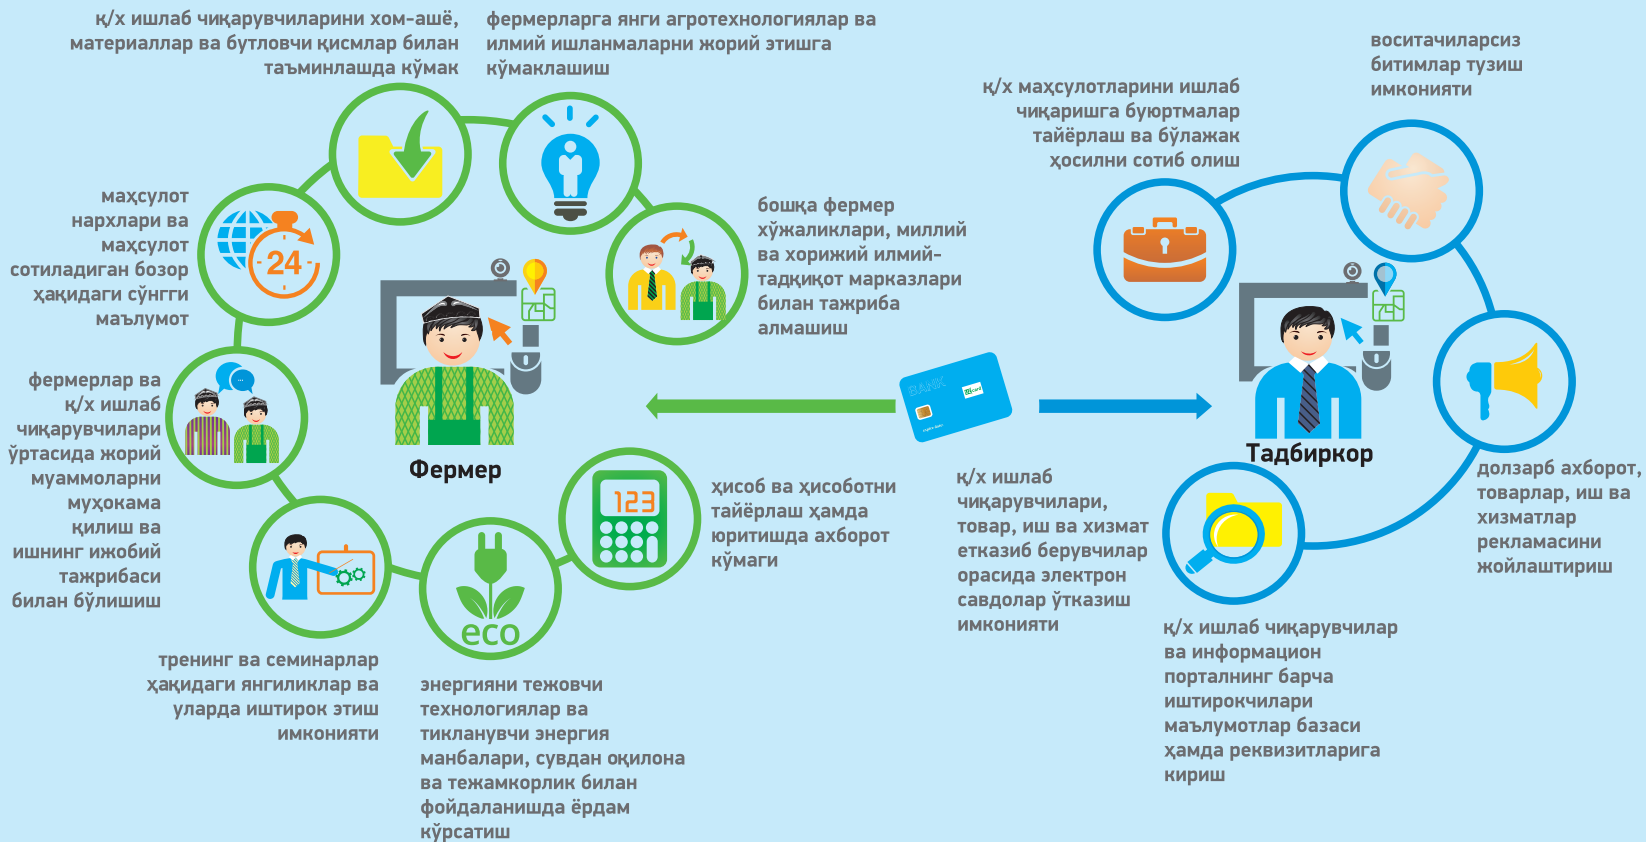 қ/х ишлаб чиқарувчиларини хом-ашё,
материаллар ва бутловчи қисмлар билан
таъминлашда кўмак
фермерларга янги агротехнологиялар ва
илмий ишланмаларни жорий этишга
кўмаклашиш
бошқа фермер
хўжаликлари, миллий
ва хорижий илмий-
тадқиқот марказлари
билан тажриба
алмашиш
маҳсулот
нархлари ва
маҳсулот
сотиладиган бозор
ҳақидаги сўнгги
маълумот
24
фермерлар ва
қ/х ишлаб
чиқарувчилари
ўртасида жорий
муаммоларни
муҳокама
қилиш ва
ишнинг ижобий
тажрибаси
билан бўлишиш
Фермер
тренинг ва семинарлар
ҳақидаги янгиликлар ва
уларда иштирок этиш
имконияти
eco
энергияни тежовчи
технологиялар ва
тикланувчи энергия
манбалари, сувдан оқилона
ва тежамкорлик билан
фойдаланишда ёрдам
кўрсатиш
123
ҳисоб ва ҳисоботни
тайёрлаш ҳамда
юритишда ахборот
кўмаги
BANK
қ/х маҳсулотларини ишлаб
чиқаришга буюртмалар
тайёрлаш ва бўлажак
ҳосилни сотиб олиш
воситачиларсиз
битимлар тузиш
имконияти
Тадбиркор
қ/х ишлаб
чиқарувчилари,
товар, иш ва хизмат
етказиб берувчилар
орасида электрон
савдолар ўтказиш
имконияти
долзарб ахборот,
товарлар, иш ва
хизматлар
рекламасини
жойлаштириш
қ/х ишлаб чиқарувчилар
ва информацион
порталнинг барча
иштирокчилари
маълумотлар базаси
ҳамда реквизитларига
кириш